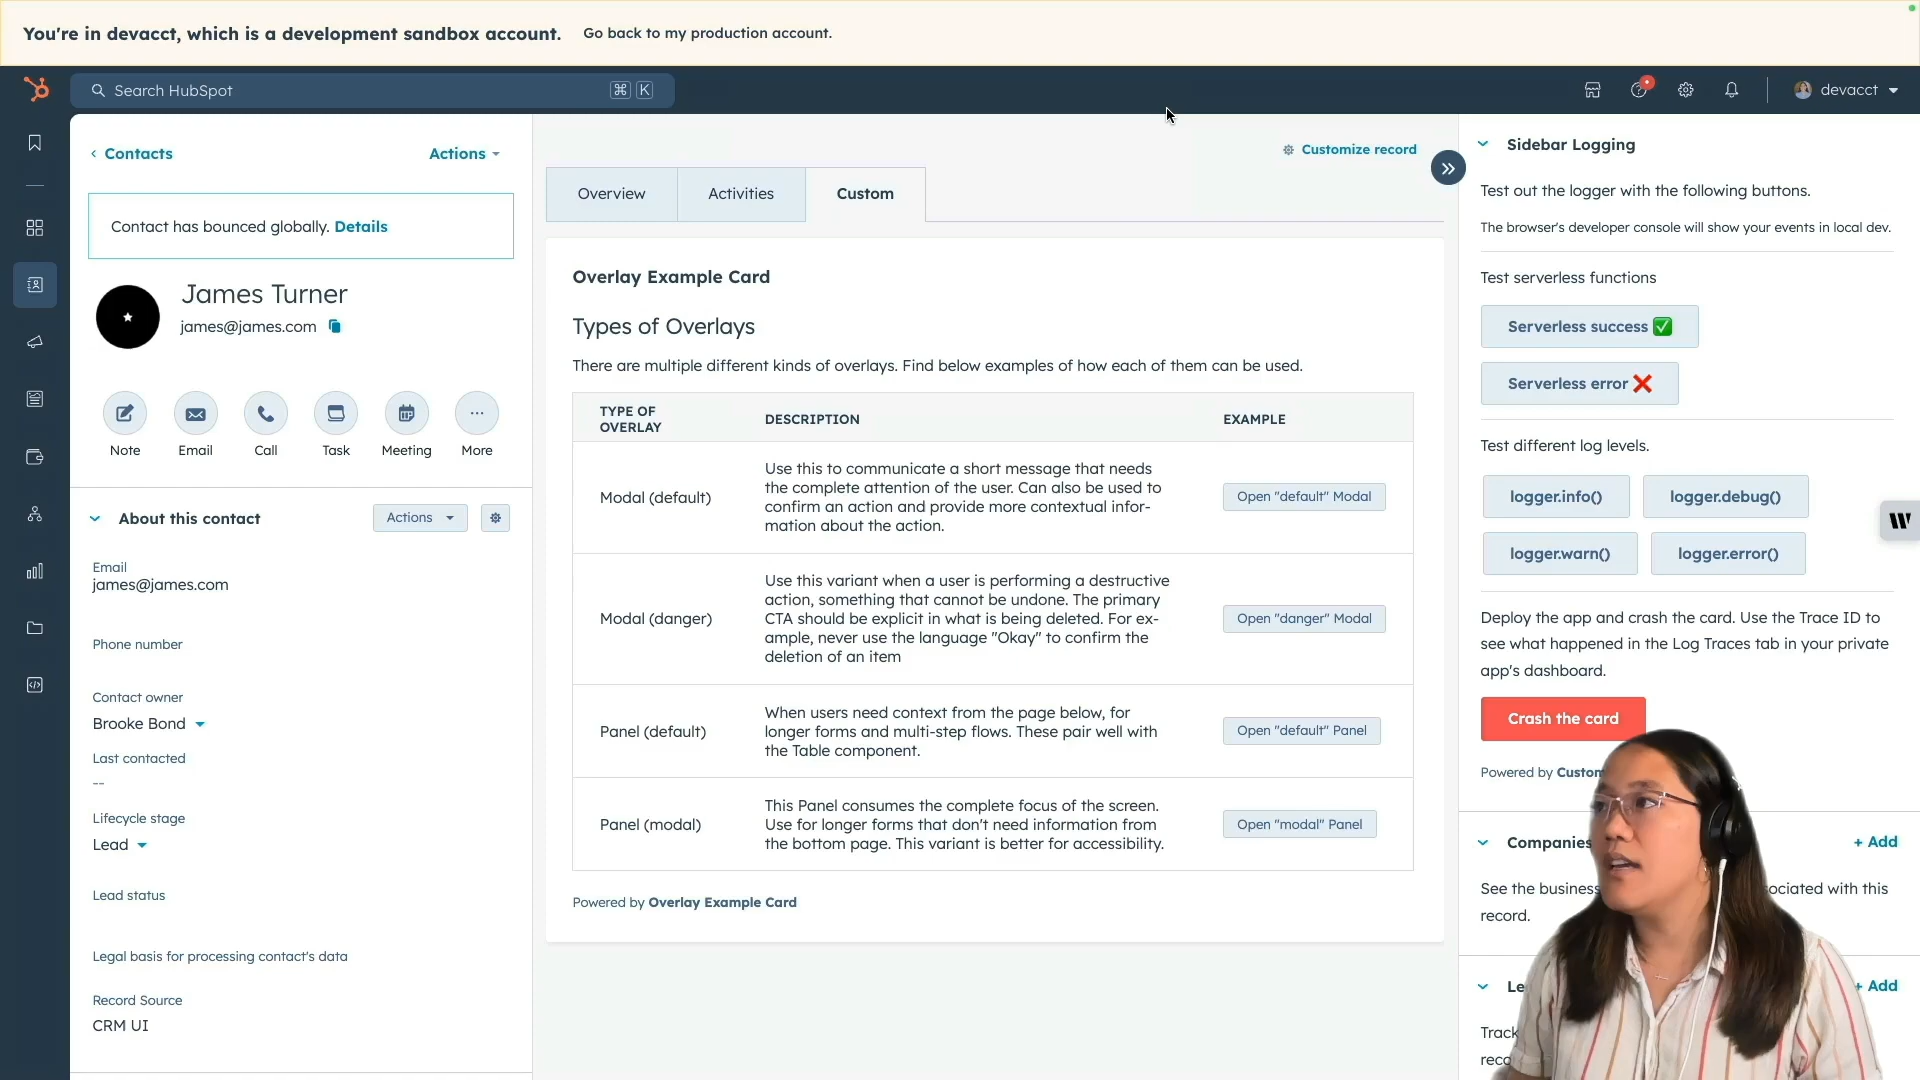 You're in devacct, which is a development sandbox account. Go back to my production account.
Search HubSpot ⌘ K
devacct
Contacts
Actions
Contact has bounced globally. Details
James Turner
james@james.com
Note Email Call Task Meeting More
About this contact
Actions
Email
james@james.com
Phone number
Contact owner
Brooke Bond
Last contacted
--
Lifecycle stage
Lead
Lead status
Legal basis for processing contact's data
Record Source
CRM UI
Customize record
Overview Activities Custom
Overlay Example Card
Types of Overlays
There are multiple different kinds of overlays. Find below examples of how each of them can be used.
TYPE OF
OVERLAY
DESCRIPTION
EXAMPLE
Modal (default)
Use this to communicate a short message that needs
the complete attention of the user. Can also be used to
confirm an action and provide more contextual infor-
mation about the action.
Open "default" Modal
Modal (danger)
Use this variant when a user is performing a destructive
action, something that cannot be undone. The primary
CTA should be explicit in what is being deleted. For ex-
ample, never use the language "Okay" to confirm the
deletion of an item
Open "danger" Modal
Panel (default)
When users need context from the page below, for
longer forms and multi-step flows. These pair well with
the Table component.
Open "default" Panel
Panel (modal)
This Panel consumes the complete focus of the screen.
Use for longer forms that don't need information from
the bottom page. This variant is better for accessibility.
Open "modal" Panel
Powered by Overlay Example Card
Sidebar Logging
Test out the logger with the following buttons.
The browser's developer console will show your events in local dev.
Test serverless functions
Serverless success ✅
Serverless error ❌
Test different log levels.
logger.info() logger.debug()
logger.warn() logger.error()
Deploy the app and crash the card. Use the Trace ID to
see what happened in the Log Traces tab in your private
app's dashboard.
Crash the card
Powered by
Companies
+ Add
See the business with this
record.
+ Add